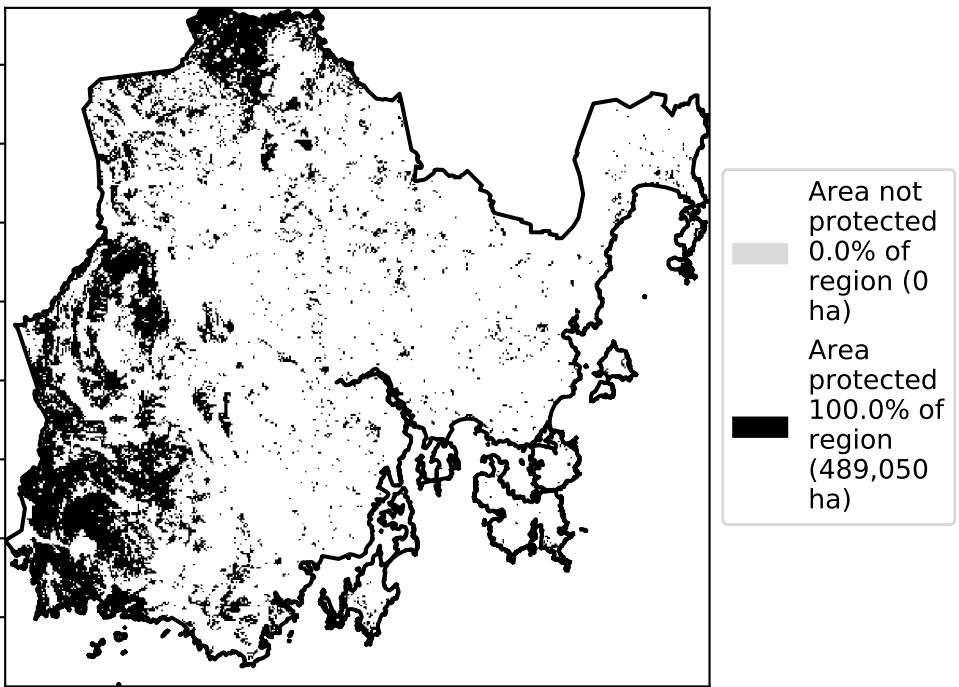 Area not
protected
0.0% of
region (0
ha)
Area
protected
100.0% of
region
(489,050
ha)